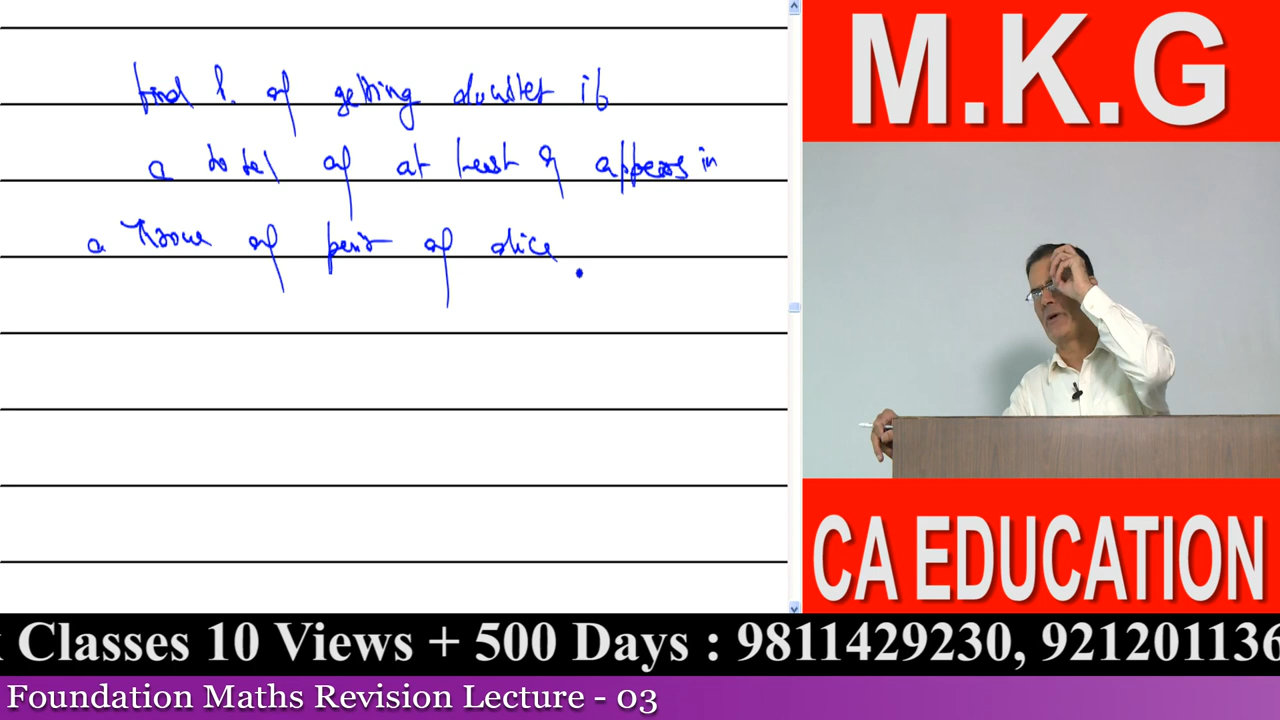 find P. of getting doublet if
a total of at least 9 appears in
a throw of pair of dice.
M.K.G
CA EDUCATION
Classes 10 Views + 500 Days : 9811429230, 921201136
Foundation Maths Revision Lecture - 03